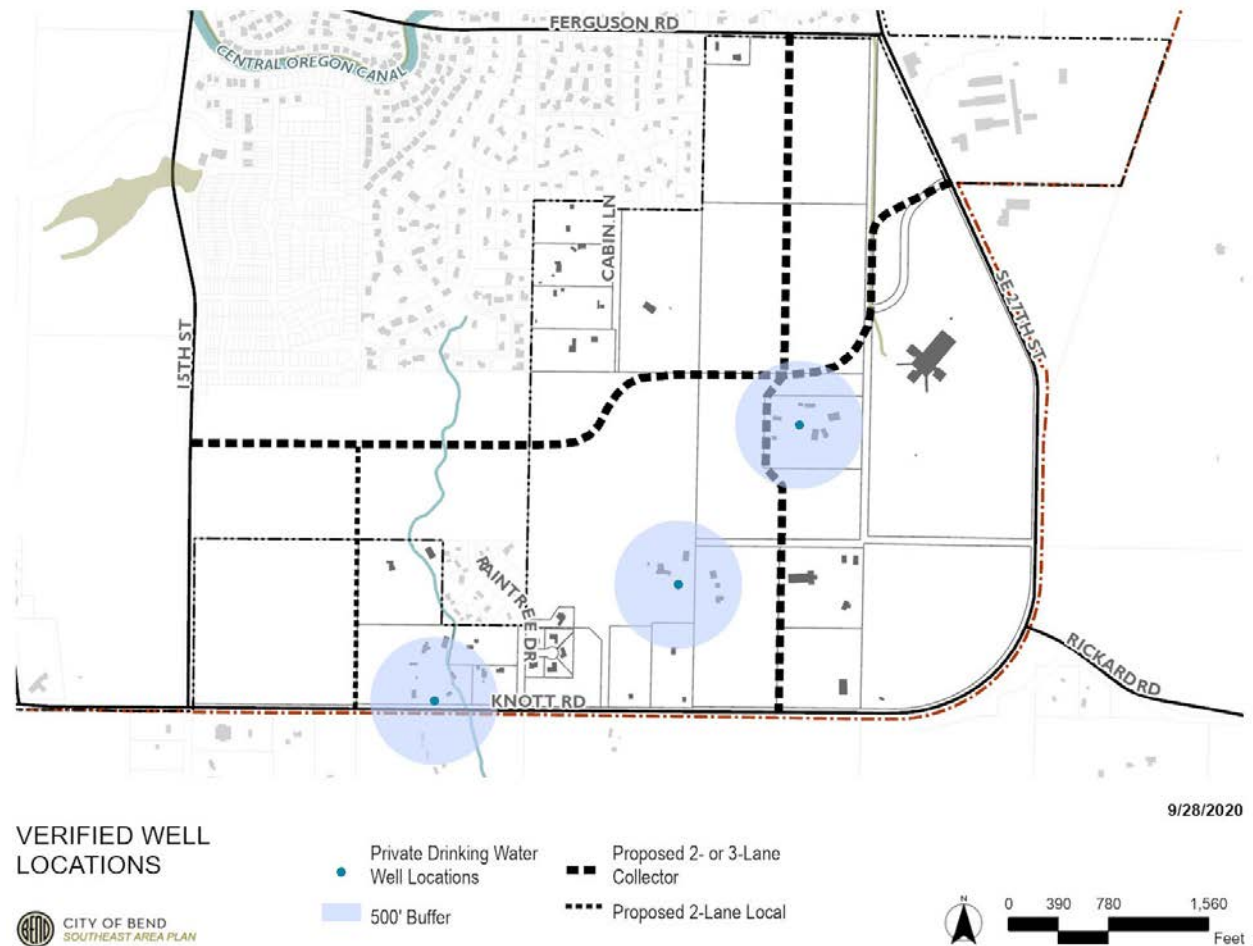 FERGUSON RD
CENTRAL OREGON CANAL
CABIN LN
15TH ST
SE 27TH ST
RAINTREE DR
KNOTT RD
RICKARD RD
9/28/2020
VERIFIED WELL
LOCATIONS
Private Drinking Water
Well Locations
500' Buffer
Proposed 2- or 3-Lane
Collector
Proposed 2-Lane Local
BEND
CITY OF BEND
SOUTHEAST AREA PLAN
N
0 390 780 1,560
Feet